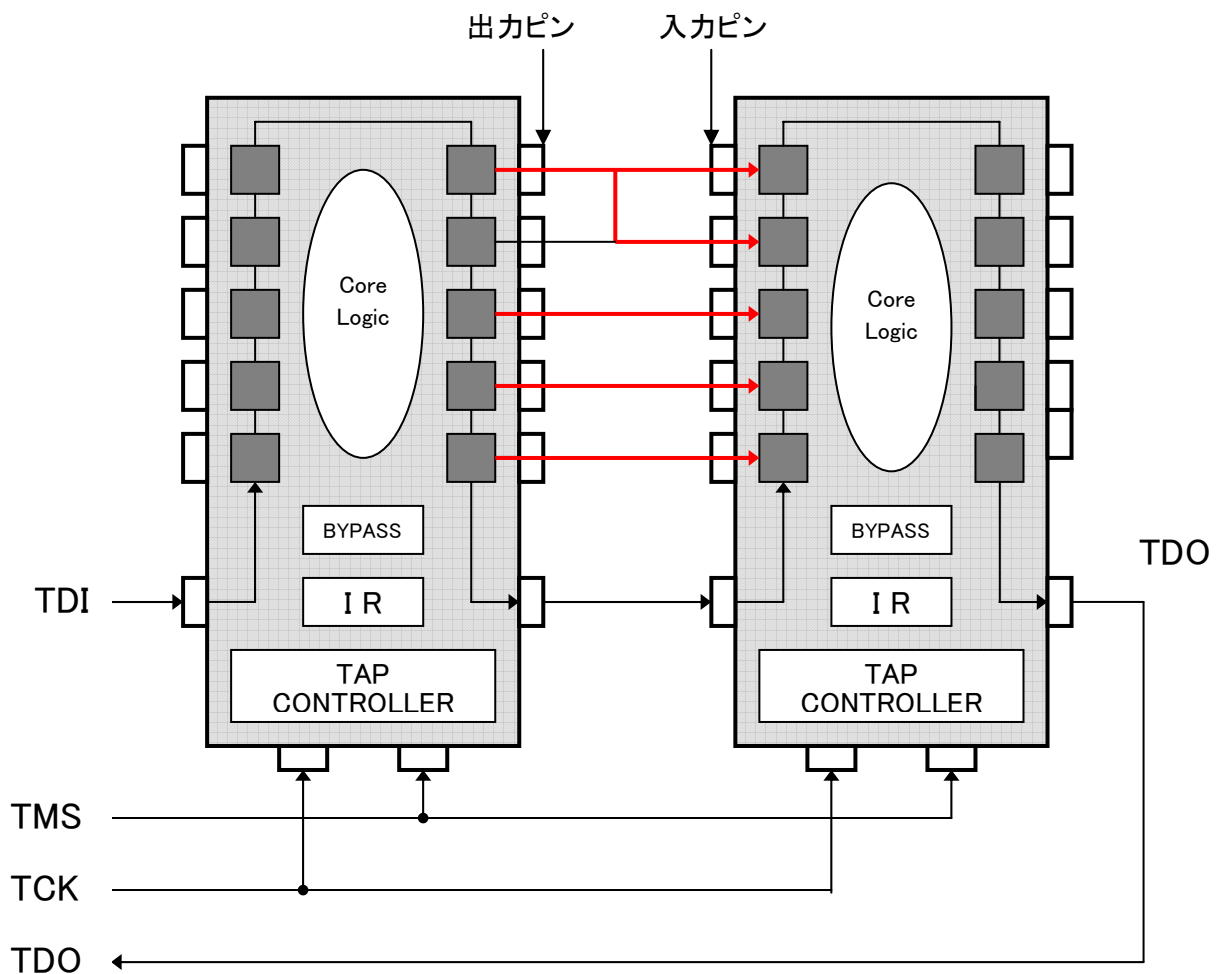 出力ピン
入力ピン
Core
Logic
Core
Logic
BYPASS
BYPASS
TDO
TDI
I R
I R
TAP
CONTROLLER
TAP
CONTROLLER
TMS
TCK
TDO